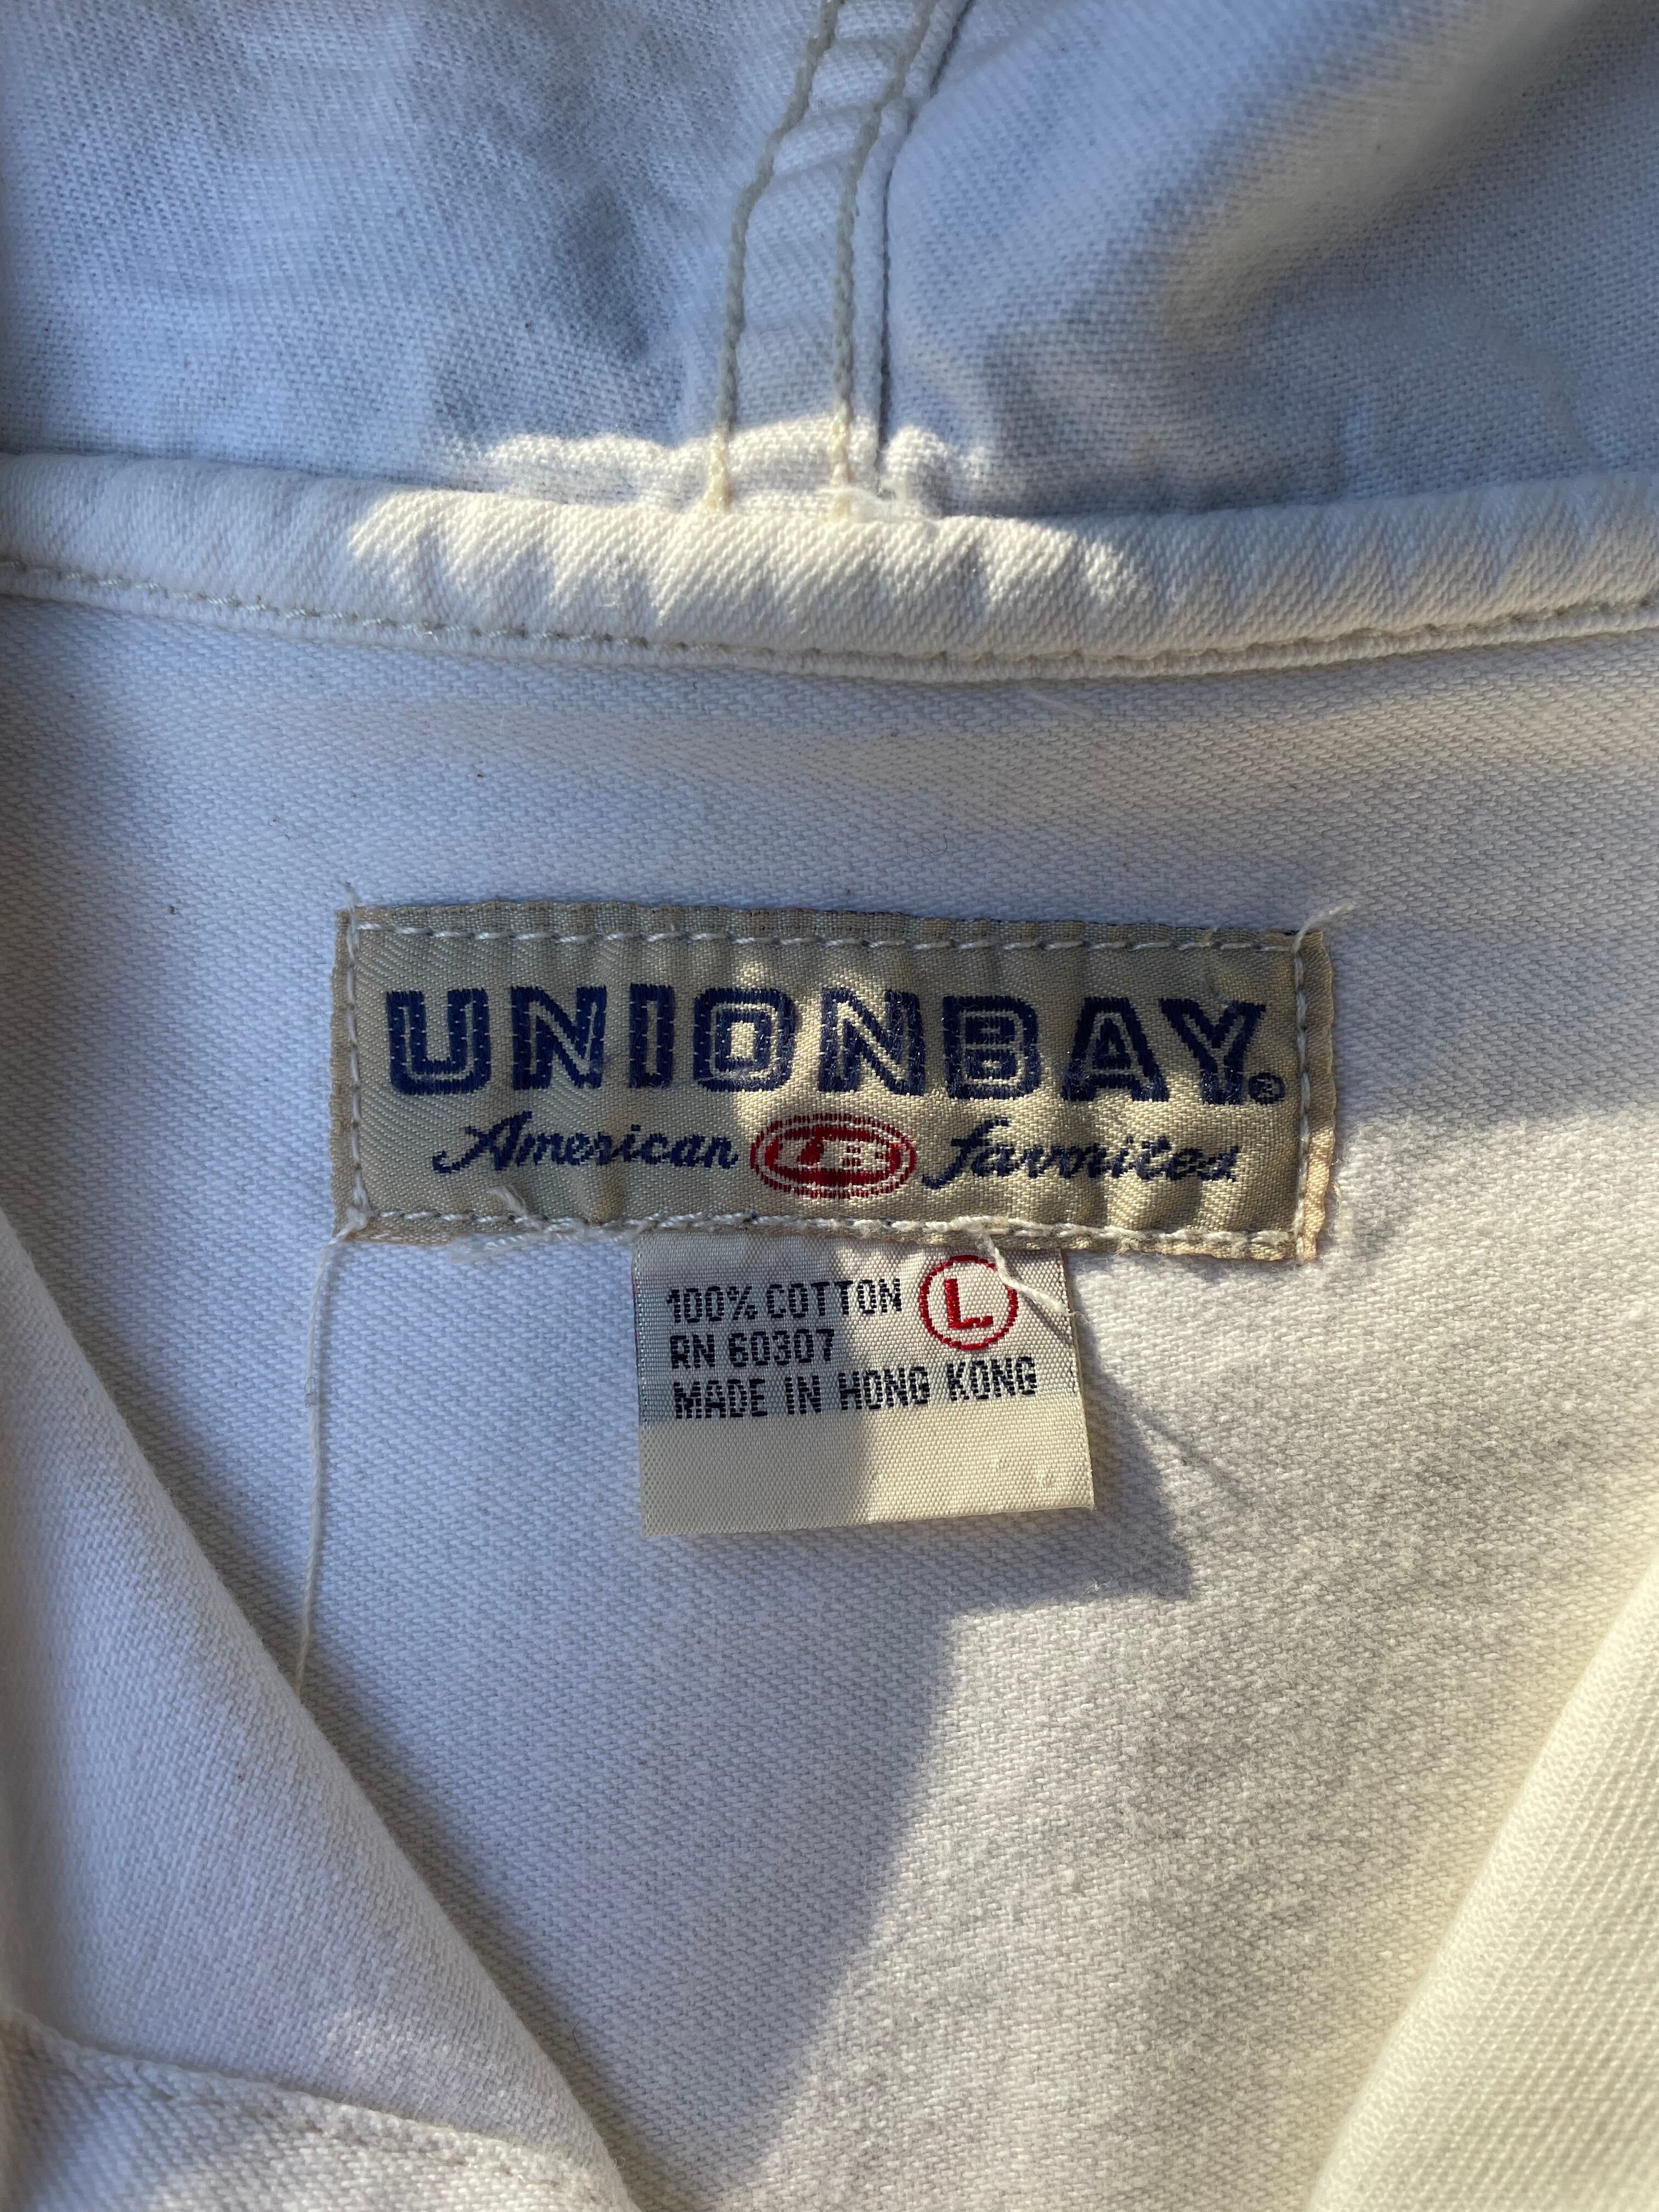 UNIONBAY®
American UB favorites
100% COTTON L
RN 60307
MADE IN HONG KONG